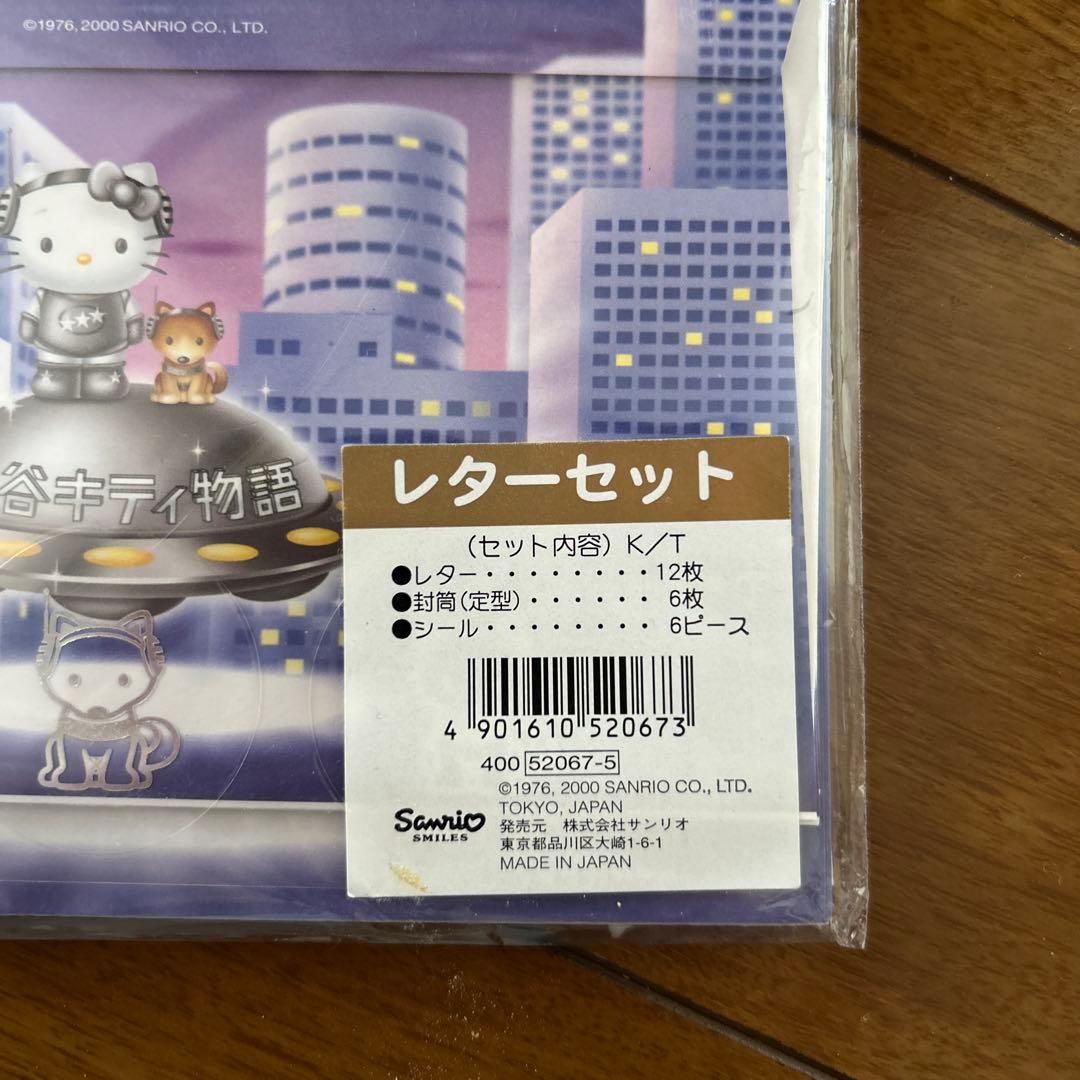 ©1976, 2000 SANRIO CO., LTD.
谷キティ物語
レターセット
(セット内容) K/T
●レター・・・・・・・・12枚
●封筒(定型)・・・・・・ 6枚
●シール・・・・・・・・ 6ピース
4 901610 520673
400 52067-5
©1976, 2000 SANRIO CO., LTD.
TOKYO, JAPAN
Sanrio
SMILES
発売元 株式会社サンリオ
東京都品川区大崎1-6-1
MADE IN JAPAN